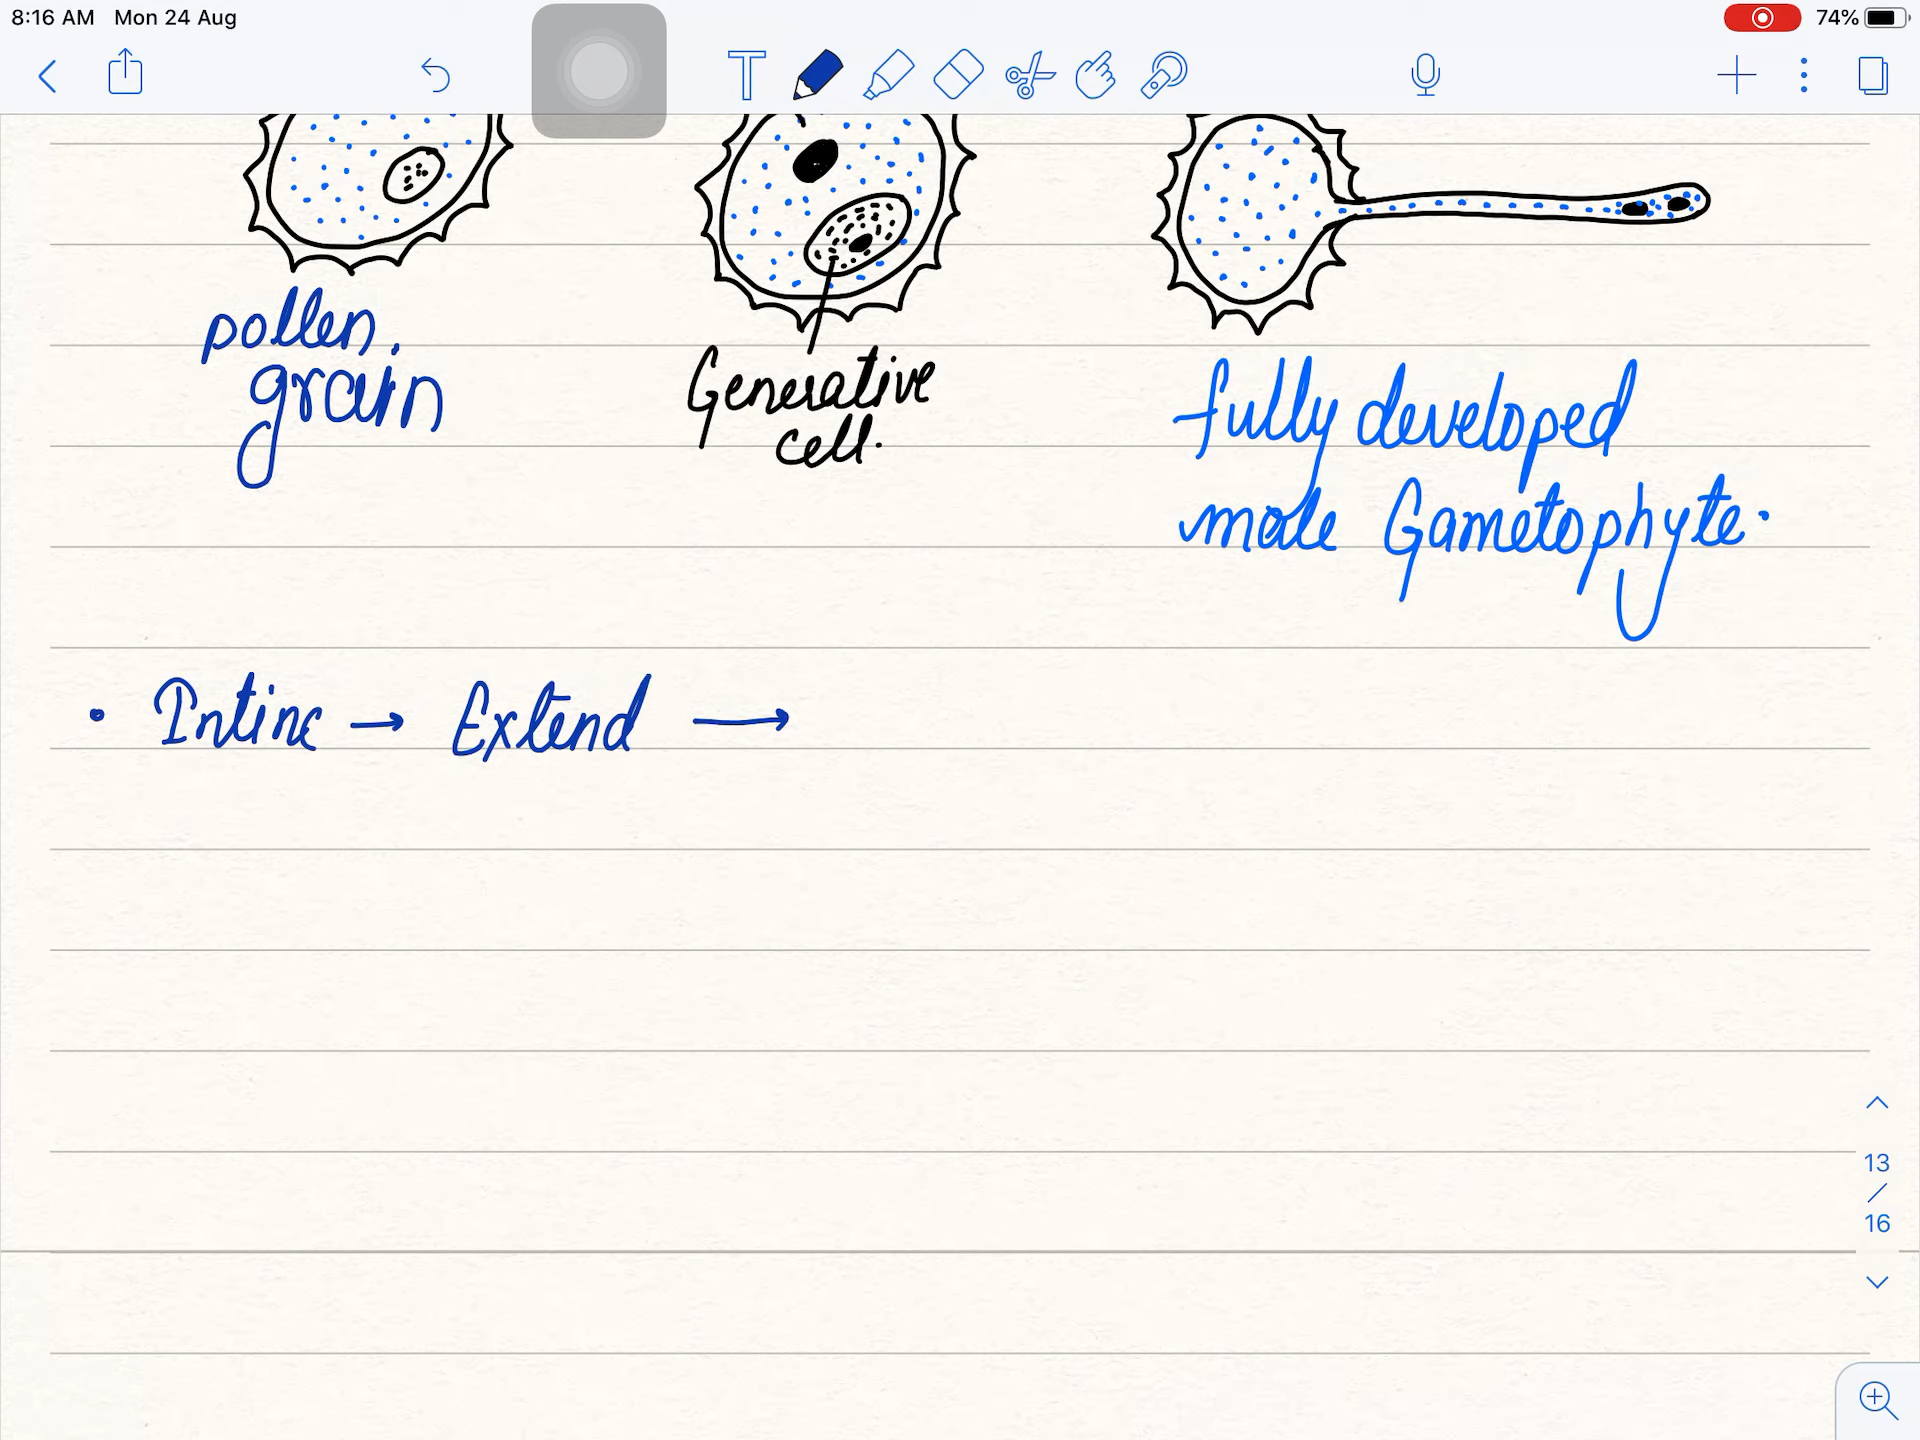 8:16 AM Mon 24 Aug
74%
T
pollen
grain
Generative
cell.
fully developed
male Gametophyte.
• Intine → Extend →
13
/
16